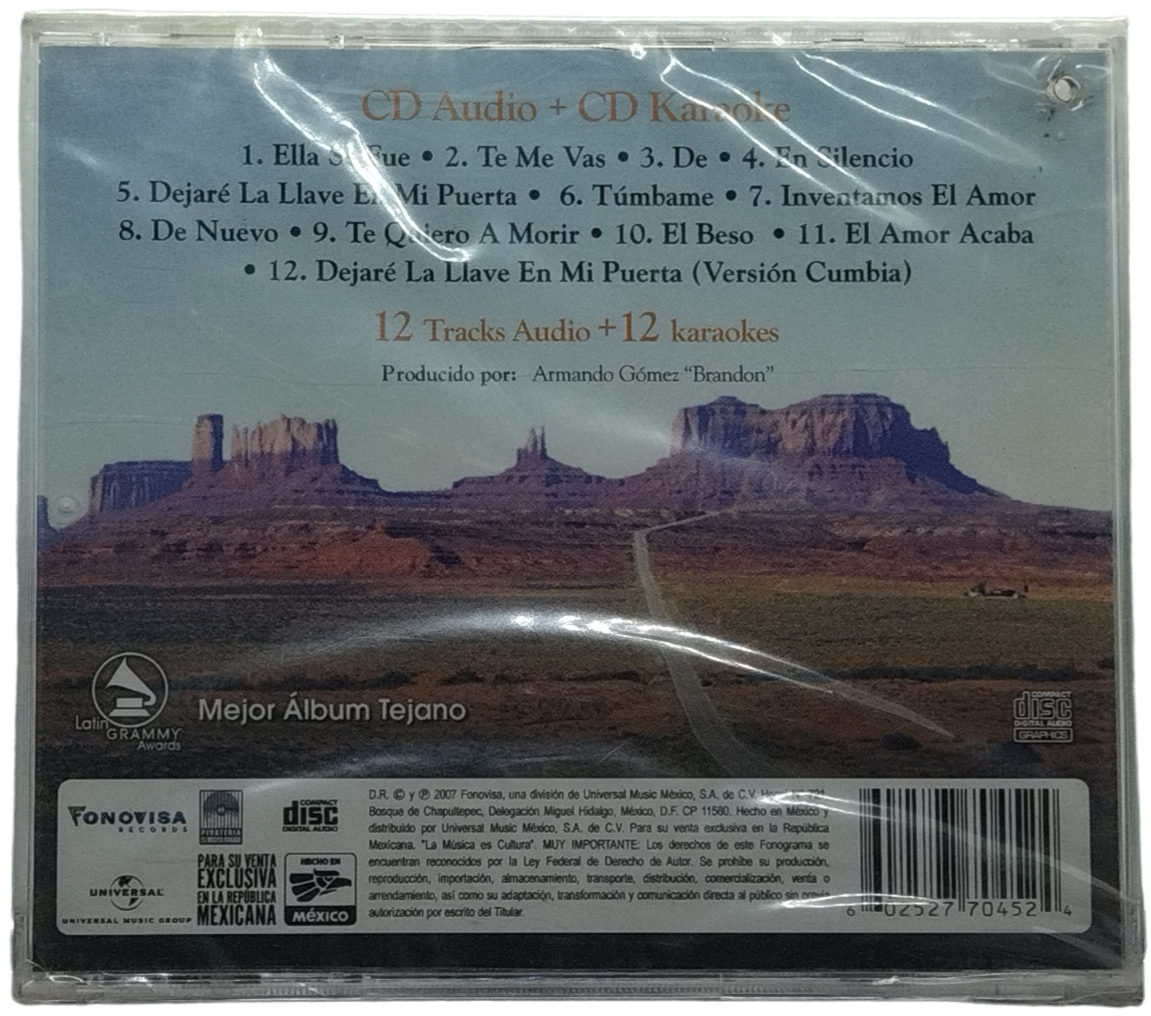 CD Audio + CD Karaoke
1. Ella Se Fue • 2. Te Me Vas • 3. De • 4. En Silencio
5. Dejaré La Llave En Mi Puerta • 6. Túmbame • 7. Inventamos El Amor
8. De Nuevo • 9. Te Quiero A Morir • 10. El Beso • 11. El Amor Acaba
• 12. Dejaré La Llave En Mi Puerta (Versión Cumbia)
12 Tracks Audio + 12 karaokes
Producido por: Armando Gómez "Brandon"
Latin
GRAMMY
Awards
Mejor Álbum Tejano
COMPACT
disc
DIGITAL AUDIO
GRAPHICS
FONOVISA
RECORDS
PIRATERIA
COMPACT
disc
DIGITAL AUDIO
UNIVERSAL
UNIVERSAL MUSIC GROUP
PARA SU VENTA
EXCLUSIVA
EN LA REPÚBLICA
MEXICANA
HECHO EN
MÉXICO
D.R. © y ℗ 2007 Fonovisa, una división de Universal Music México, S.A. de C.V.
Bosque de Chapultepec, Delegación Miguel Hidalgo, México, D.F. CP 11580. Hecho en México y
distribuido por Universal Music México, S.A. de C.V. Para su venta exclusiva en la República
Mexicana. "La Música es Cultura". MUY IMPORTANTE: Los derechos de este Fonograma se
encuentran reconocidos por la Ley Federal de Derecho de Autor. Se prohibe su producción,
reproducción, importación, almacenamiento, transporte, distribución, comercialización, venta o
arrendamiento, así como su adaptación, transformación y comunicación directa al público sin previa
autorización por escrito del Titular.
6 02527 70452 4